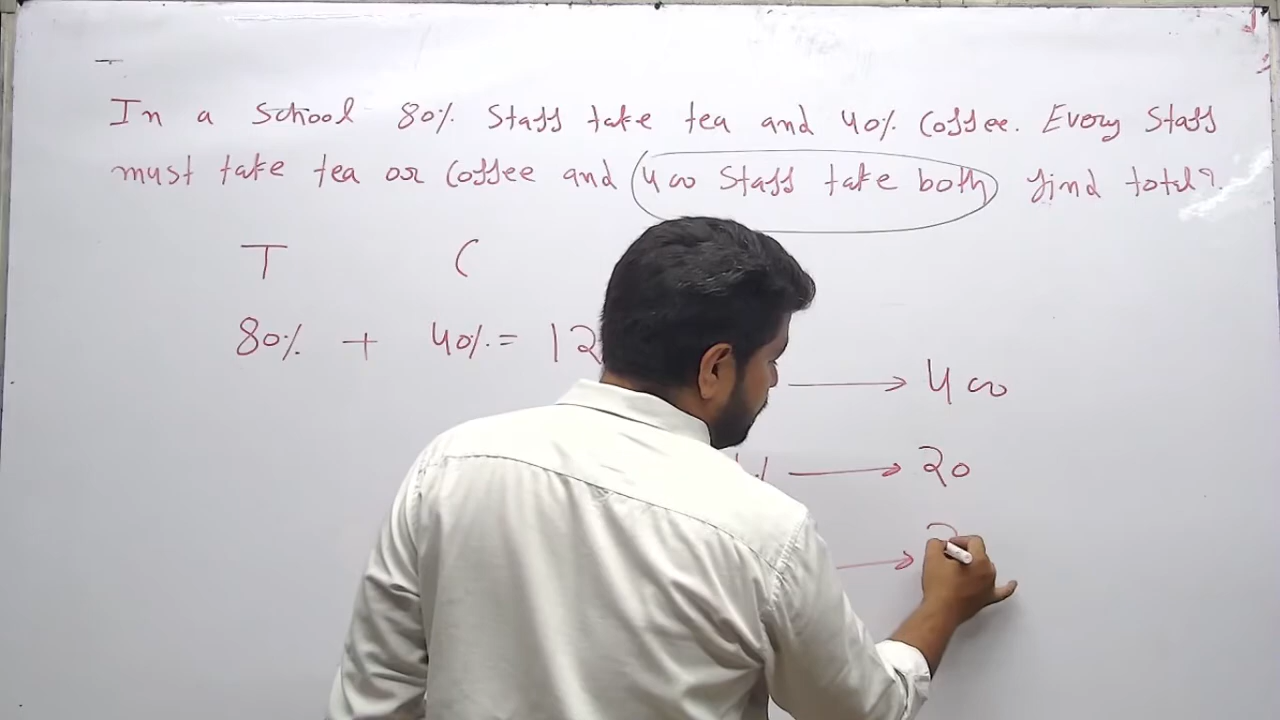 In a School 80% Staff take tea and 40% Coffee. Every Staff
must take tea or Coffee and 400 Staff take both find total?
T C
80% + 40% = 12
→ 400
% → 20
→ 2